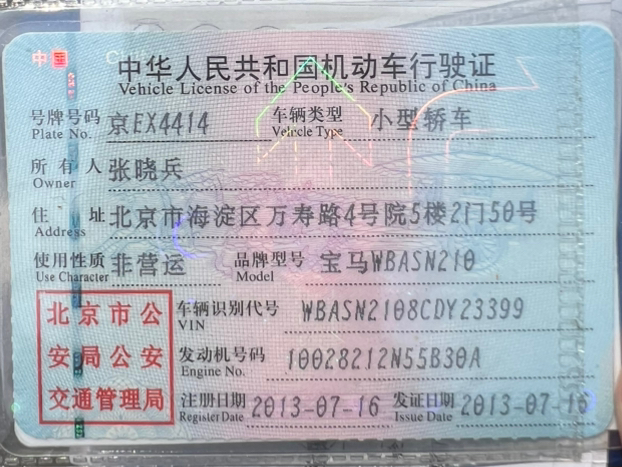 中国
中华人民共和国机动车行驶证
Vehicle License of the People's Republic of China
号牌号码 京EX4414 车辆类型 小型轿车
Plate No. Vehicle Type
所有人 张晓兵
Owner
住址 北京市海淀区万寿路4号院5楼2门50号
Address
使用性质 非营运 品牌型号 宝马WBASN210
Use Character Model
北京市公安局公安交通管理局
车辆识别代号 WBASN2108CDY23399
VIN
发动机号码 10028212N55B30A
Engine No.
注册日期 2013-07-16 发证日期 2013-07-16
Register Date Issue Date